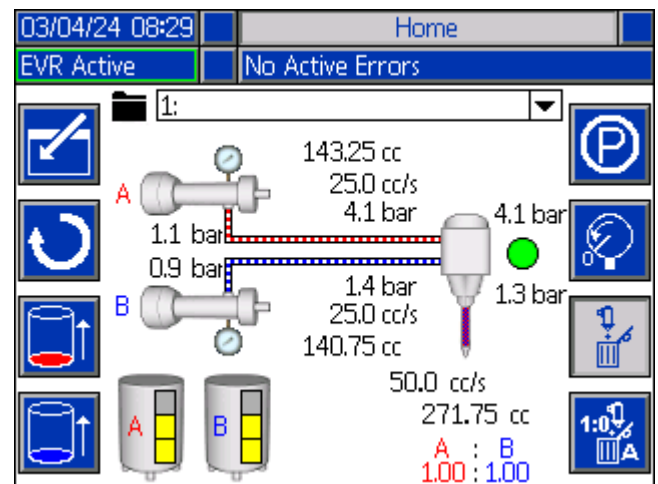 03/04/24 08:29 Home
EVR Active No Active Errors
1:
143.25 cc
A 25.0 cc/s
4.1 bar 4.1 bar
1.1 bar
0.9 bar
1.4 bar 1.3 bar
B 25.0 cc/s
140.75 cc
50.0 cc/s
271.75 cc
A B A : B
1.00 : 1.00
P
1:0
A